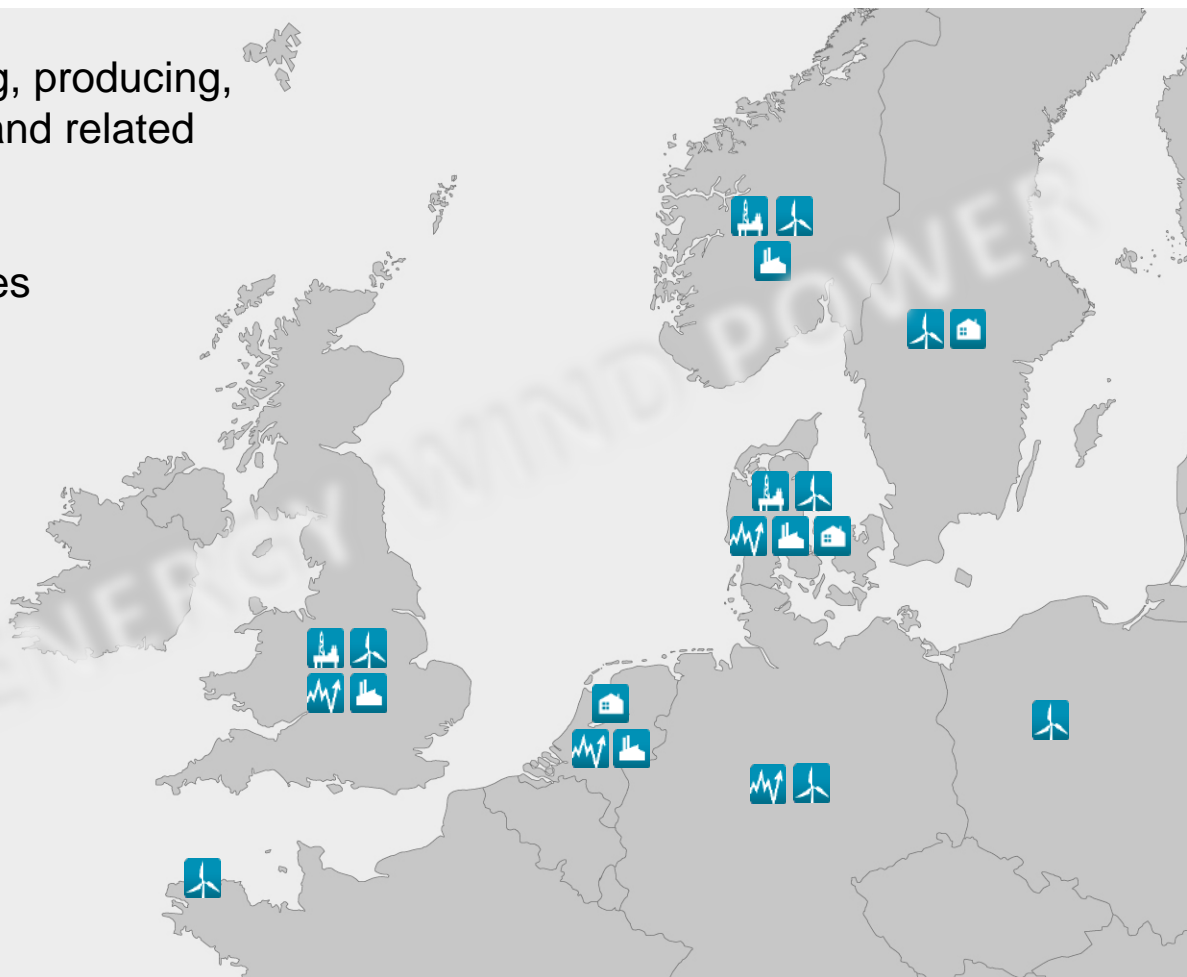 g, producing,
and related
es
ENERGY WIND POWER